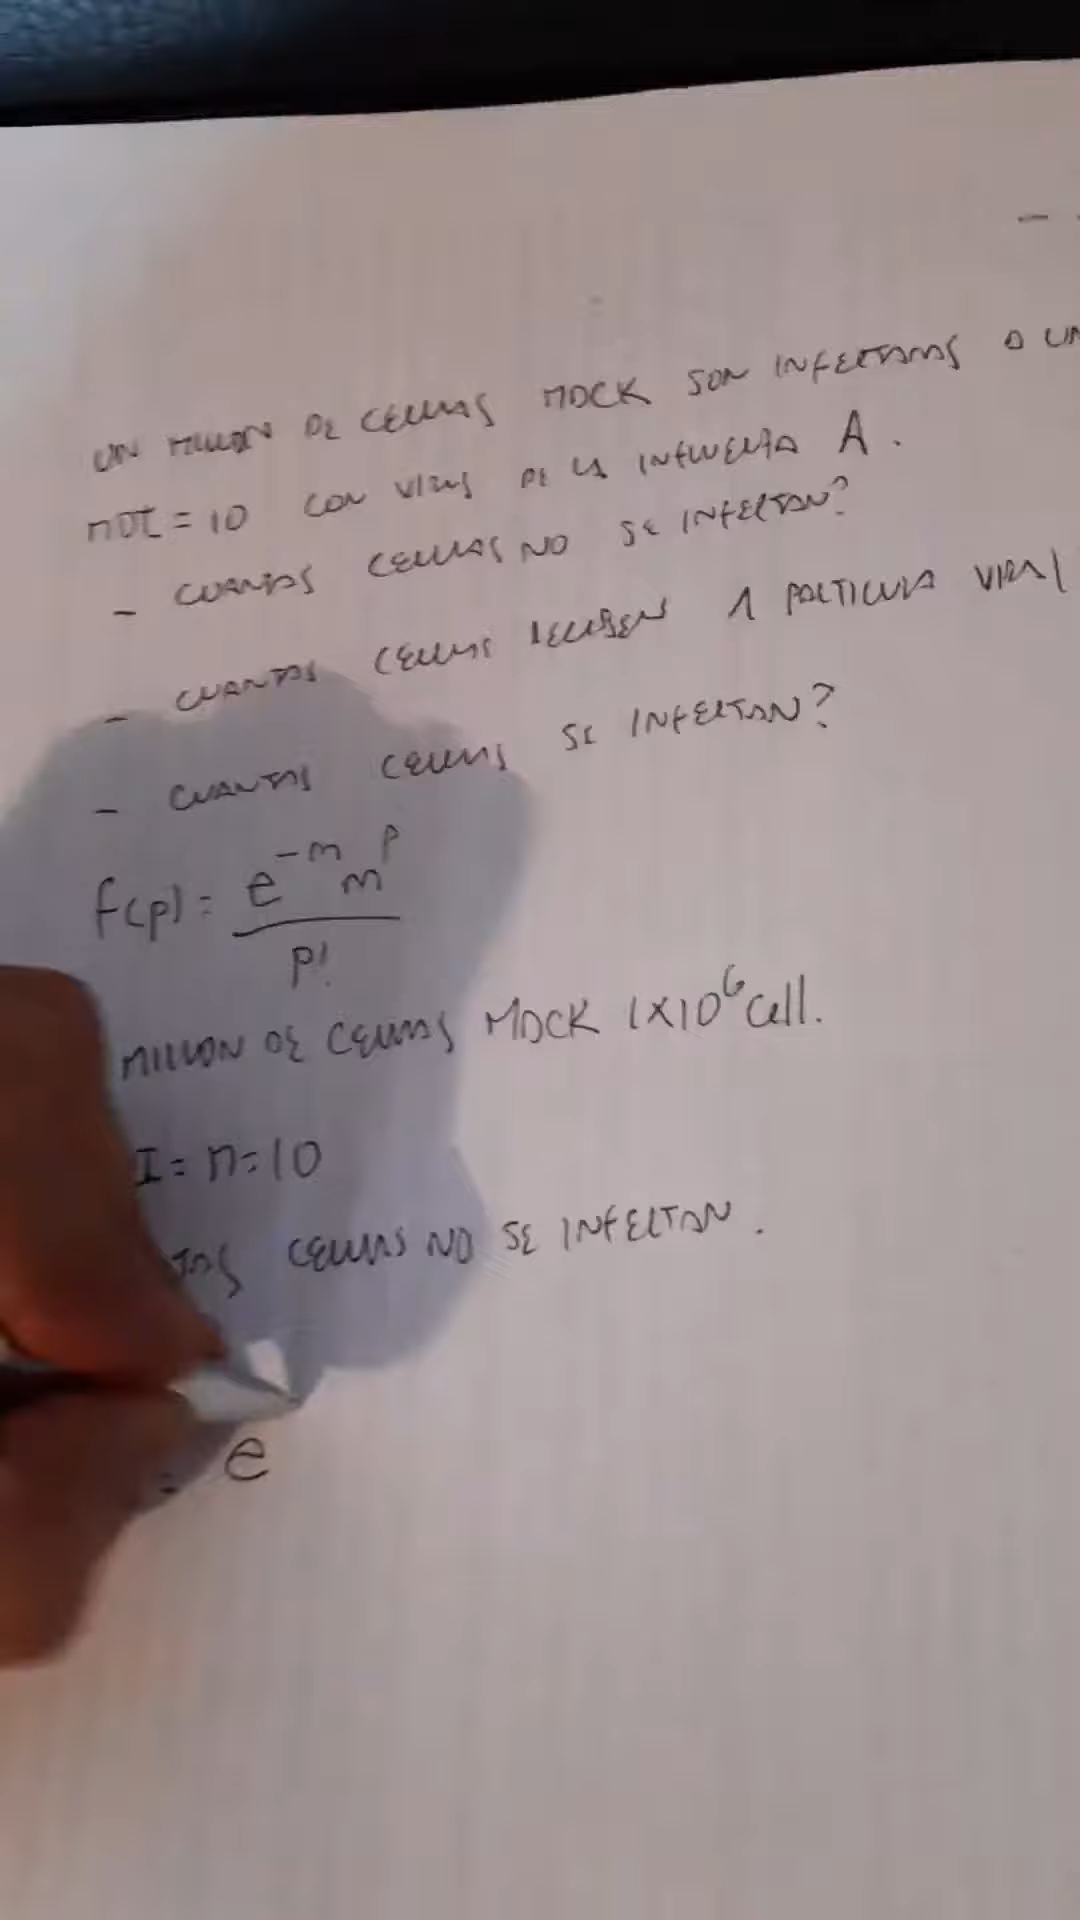 UN MILLON DE CELULAS MDCK SON INFECTADAS A UN
MOI = 10 CON VIRUS DE LA INFLUENZA A.
- CUANTAS CELULAS NO SE INFECTAN?
- CUANTAS CELULAS RECIBEN 1 PARTICULA VIRAL
- CUANTAS CELULAS SE INFECTAN?
f(p) = e^-m m^p / p!
MILLON DE CELULAS MDCK 1x10^6 Cell.
I = m = 10
TAS CELULAS NO SE INFECTAN.
= e